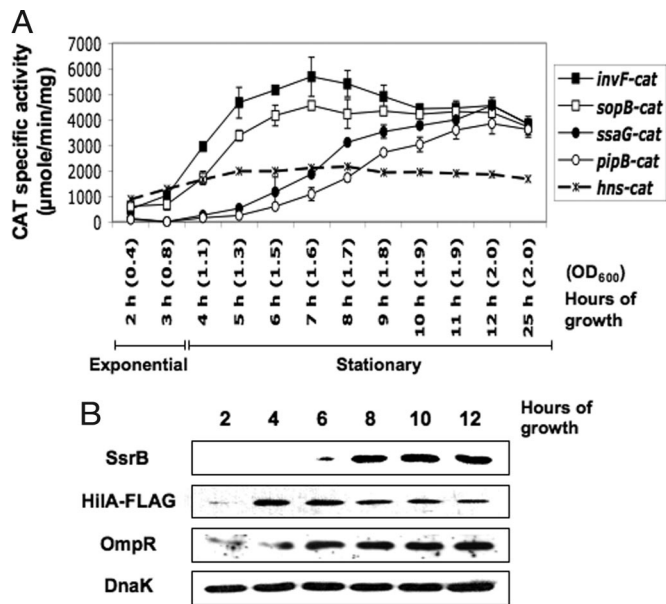 A
CAT specific activity
(µmole/min/mg)
7000
6000
5000
4000
3000
2000
1000
0
invF-cat
sopB-cat
ssaG-cat
pipB-cat
hns-cat
2 h (0.4)
3 h (0.8)
4 h (1.1)
5 h (1.3)
6 h (1.5)
7 h (1.6)
8 h (1.7)
9 h (1.8)
10 h (1.9)
11 h (1.9)
12 h (2.0)
25 h (2.0)
(OD600)
Hours of
growth
Exponential
Stationary
B
2 4 6 8 10 12
Hours of
growth
SsrB
HilA-FLAG
OmpR
DnaK